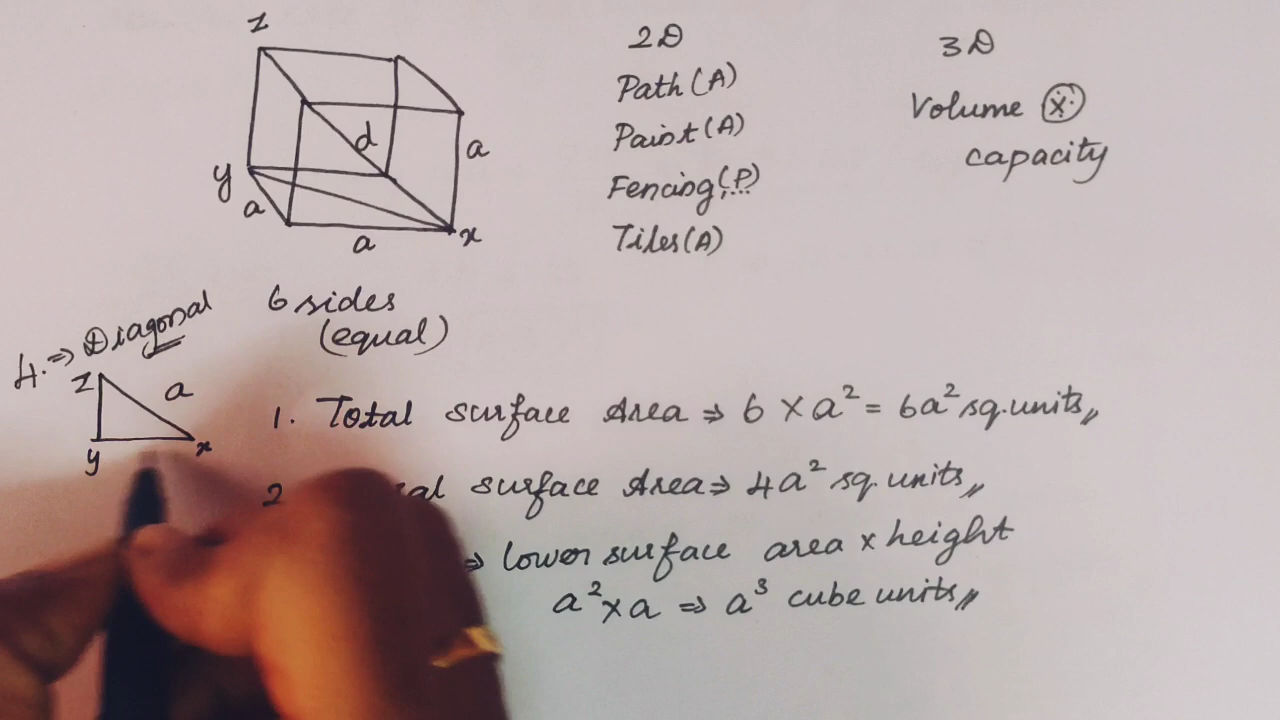 z
d
a
y
a
a
x
2D
Path (A)
Paint (A)
Fencing (P)
Tiles (A)
3D
Volume (x)
capacity
4. ⇒ Diagonal
z
a
y
x
6 sides
(equal)
1. Total surface Area ⇒ 6 × a² = 6a² sq.units,,
2 surface Area ⇒ 4a² sq. units,,
⇒ lower surface area × height
a² × a ⇒ a³ cube units,,